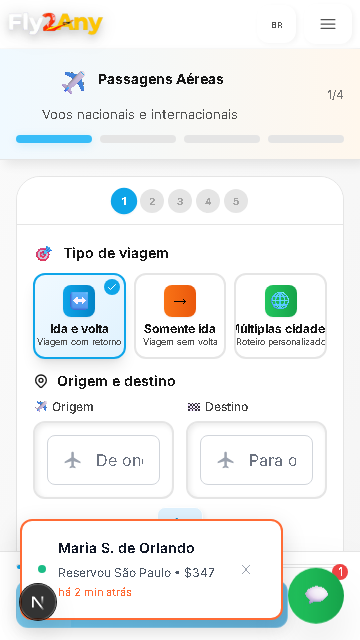 Fly2Any
BR
Passagens Aéreas
Voos nacionais e internacionais
1/4
1 2 3 4 5
Tipo de viagem
Ida e volta
Viagem com retorno
Somente ida
Viagem sem volta
últiplas cidade
Roteiro personalizado
Origem e destino
Origem
Destino
De on
Para o
Maria S. de Orlando
Reservou São Paulo • $347
há 2 min atrás
N
1